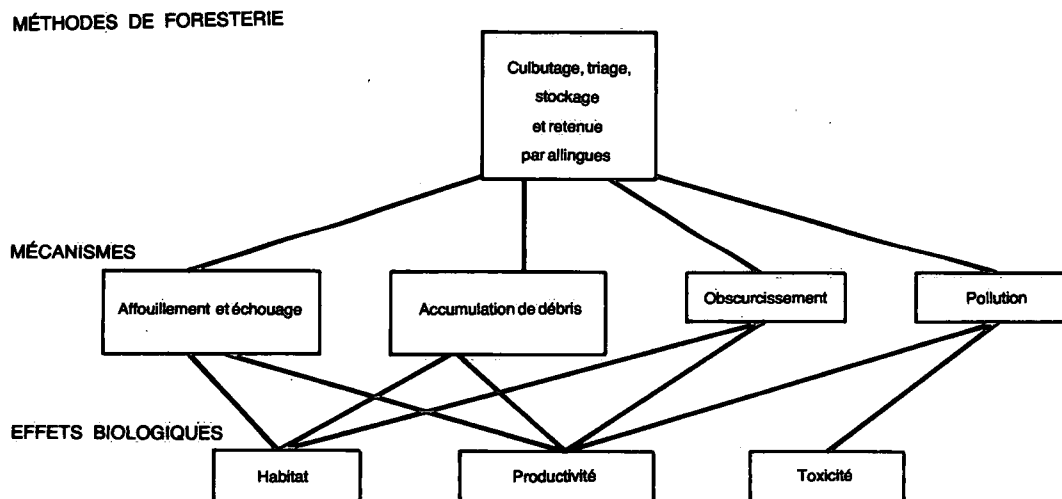 MÉTHODES DE FORESTERIE
Culbutage, triage,
stockage
et retenue
par allingues
MÉCANISMES
Affouillement et échouage
Accumulation de débris
Obscurcissement
Pollution
EFFETS BIOLOGIQUES
Habitat
Productivité
Toxicité